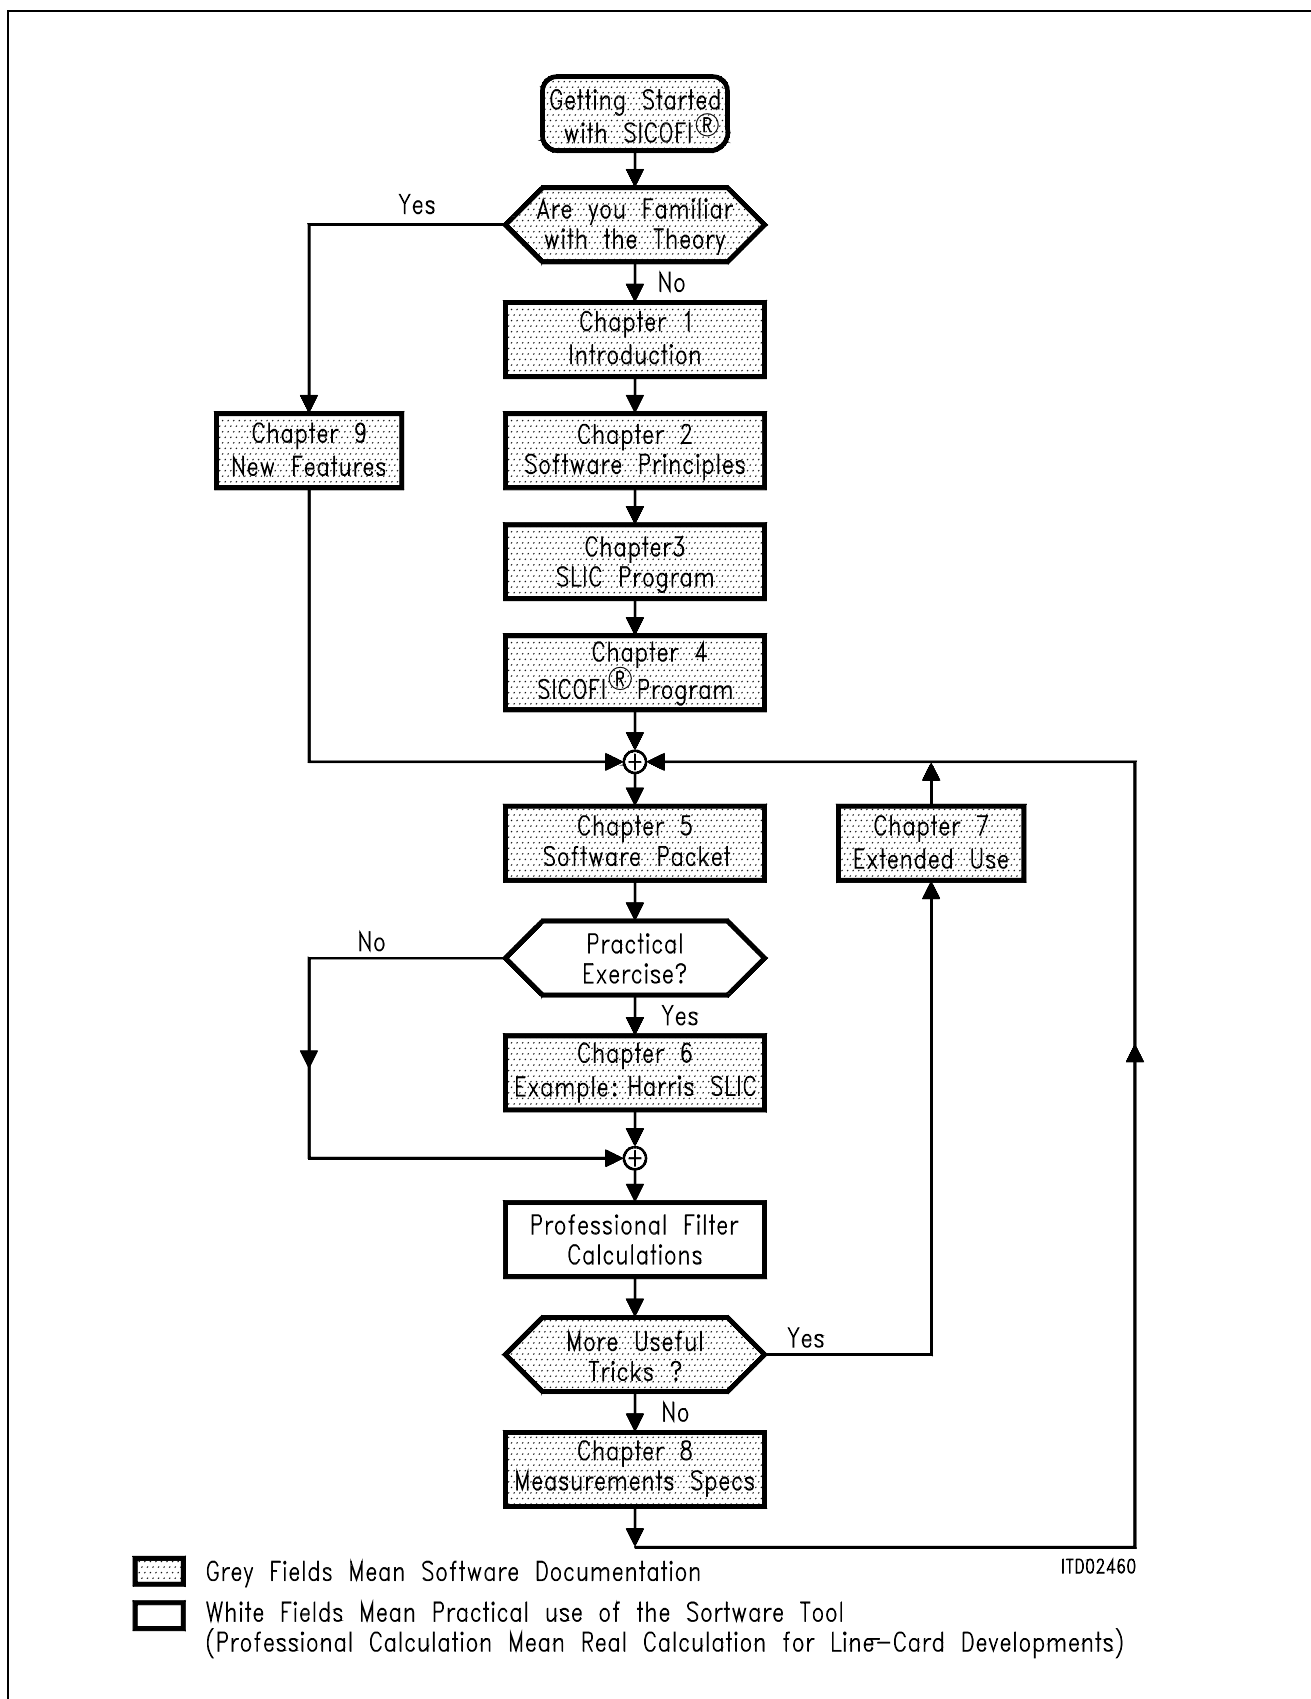 Getting Started
with SICOFI®
Yes
Are you Familiar
with the Theory
No
Chapter 1
Introduction
Chapter 9
New Features
Chapter 2
Software Principles
Chapter3
SLIC Program
Chapter 4
SICOFI® Program
Chapter 5
Software Packet
Chapter 7
Extended Use
No
Practical
Exercise?
Yes
Chapter 6
Example: Harris SLIC
Professional Filter
Calculations
More Useful
Tricks ?
Yes
No
Chapter 8
Measurements Specs
ITD02460
Grey Fields Mean Software Documentation
White Fields Mean Practical use of the Sortware Tool
(Professional Calculation Mean Real Calculation for Line-Card Developments)